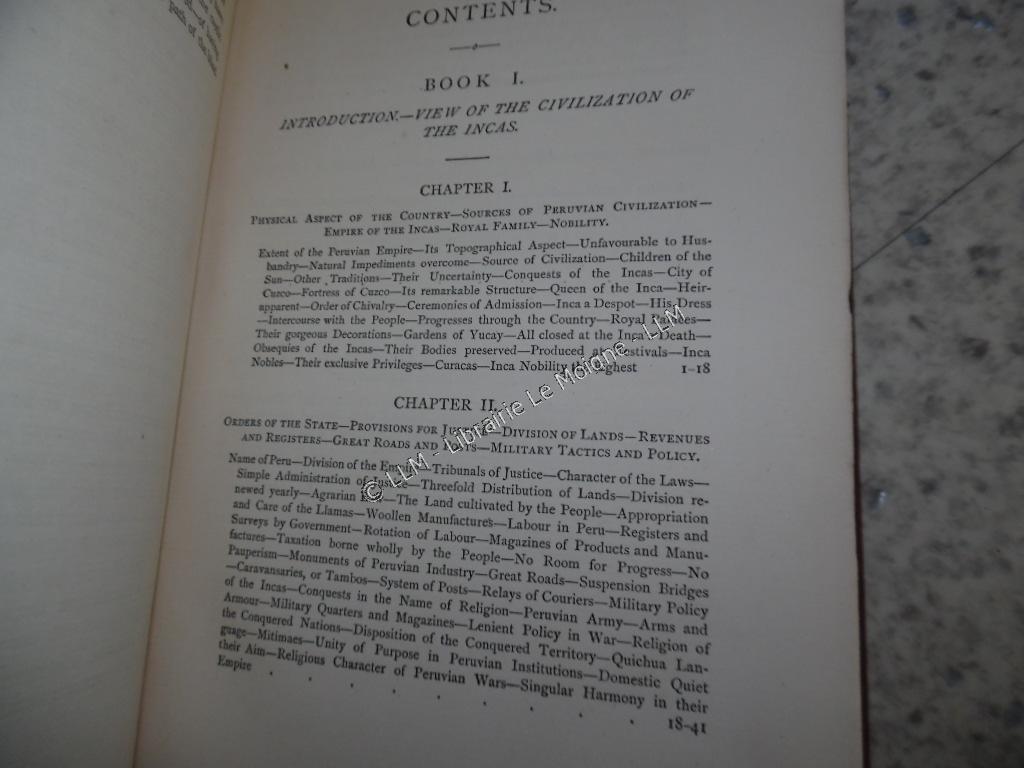 CONTENTS.
BOOK I.
INTRODUCTION.—VIEW OF THE CIVILIZATION OF
THE INCAS.
CHAPTER I.
PHYSICAL ASPECT OF THE COUNTRY—SOURCES OF PERUVIAN CIVILIZATION—
EMPIRE OF THE INCAS—ROYAL FAMILY—NOBILITY.
Extent of the Peruvian Empire—Its Topographical Aspect—Unfavourable to Hus-
bandry—Natural Impediments overcome—Source of Civilization—Children of the
Sun—Other Traditions—Their Uncertainty—Conquests of the Incas—City of
Cuzco—Fortress of Cuzco—Its remarkable Structure—Queen of the Inca—Heir-
apparent—Order of Chivalry—Ceremonies of Admission—Inca a Despot—His Dress
—Intercourse with the People—Progresses through the Country—Royal Palaces—
Their gorgeous Decorations—Gardens of Yucay—All closed at the Inca's Death—
Obsequies of the Incas—Their Bodies preserved—Produced at Festivals—Inca
Nobles—Their exclusive Privileges—Curacas—Inca Nobility the highest 1-18
CHAPTER II.
ORDERS OF THE STATE—PROVISIONS FOR JUSTICE—DIVISION OF LANDS—REVENUES
AND REGISTERS—GREAT ROADS AND POSTS—MILITARY TACTICS AND POLICY.
Name of Peru—Division of the Empire—Tribunals of Justice—Character of the Laws—
Simple Administration of Justice—Threefold Distribution of Lands—Division re-
newed yearly—Agrarian Law—The Land cultivated by the People—Appropriation
and Care of the Llamas—Woollen Manufactures—Labour in Peru—Registers and
Surveys by Government—Rotation of Labour—Magazines of Products and Manu-
factures—Taxation borne wholly by the People—No Room for Progress—No
Pauperism—Monuments of Peruvian Industry—Great Roads—Suspension Bridges
—Caravansaries, or Tambos—System of Posts—Relays of Couriers—Military Policy
of the Incas—Conquests in the Name of Religion—Peruvian Army—Arms and
Armour—Military Quarters and Magazines—Lenient Policy in War—Religion of
the Conquered Nations—Disposition of the Conquered Territory—Quichua Lan-
guage—Mitimaes—Unity of Purpose in Peruvian Institutions—Domestic Quiet
their Aim—Religious Character of Peruvian Wars—Singular Harmony in their
Empire . . . . . . . . . 18-41
© LLM - Librairie Le Moigne - LLM
path of the